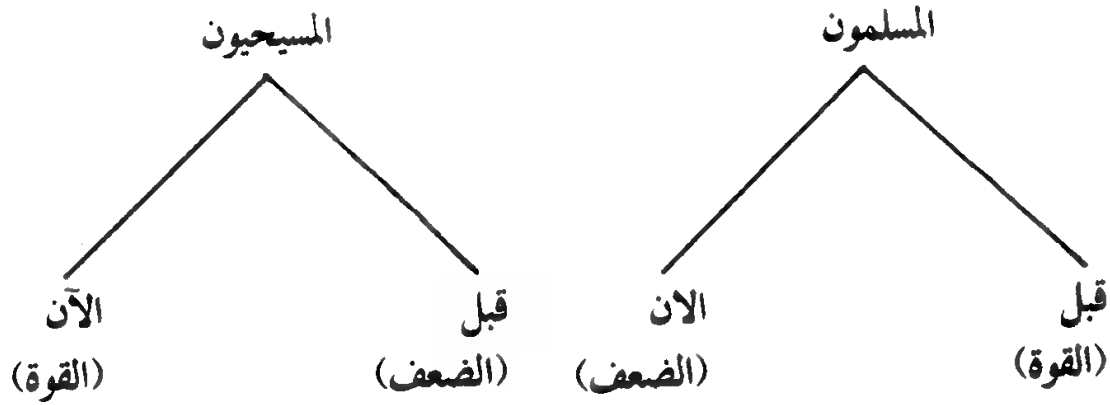 المسلمون
المسيحيون
قبل
الان
قبل
الآن
(القوة)
(الضعف)
(الضعف)
(القوة)